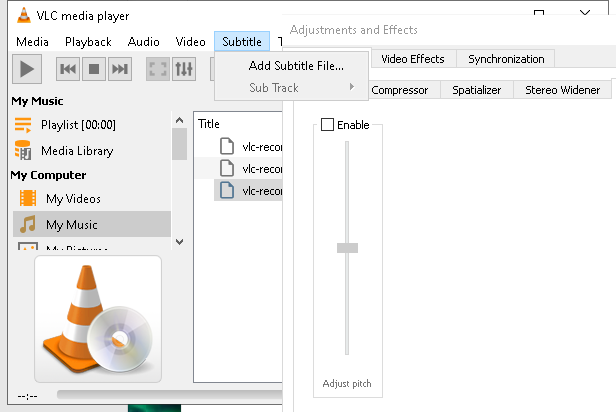 VLC media player
Media Playback Audio Video Subtitle
Add Subtitle File...
Sub Track
My Music
Playlist [00:00]
Media Library
My Computer
My Videos
My Music
Title
vlc-recor
vlc-recor
vlc-recor
--:--
Adjustments and Effects
Video Effects Synchronization
Compressor Spatializer Stereo Widener
Enable
Adjust pitch